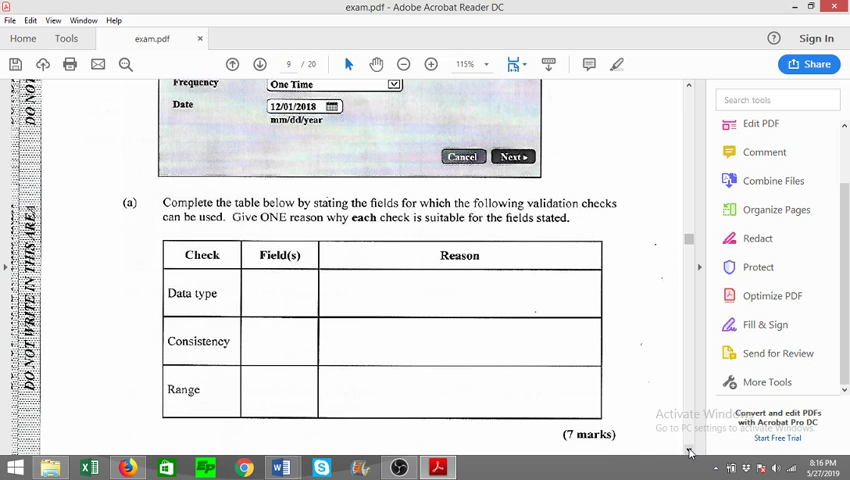 exam.pdf - Adobe Acrobat Reader DC
File Edit View Window Help
Home Tools exam.pdf × Sign In
9 / 20 115% Share
DO NOT
Frequency One Time
Date 12/01/2018
mm/dd/year
Cancel Next
(a) Complete the table below by stating the fields for which the following validation checks
can be used. Give ONE reason why each check is suitable for the fields stated.
Check Field(s) Reason
Data type
Consistency
Range
(7 marks)
DO NOT WRITE IN THIS AREA
Search tools
Edit PDF
Comment
Combine Files
Organize Pages
Redact
Protect
Optimize PDF
Fill & Sign
Send for Review
More Tools
Convert and edit PDFs
with Acrobat Pro DC
Start Free Trial
Activate Windows
Go to PC settings to activate Windows.
8:16 PM
5/27/2019